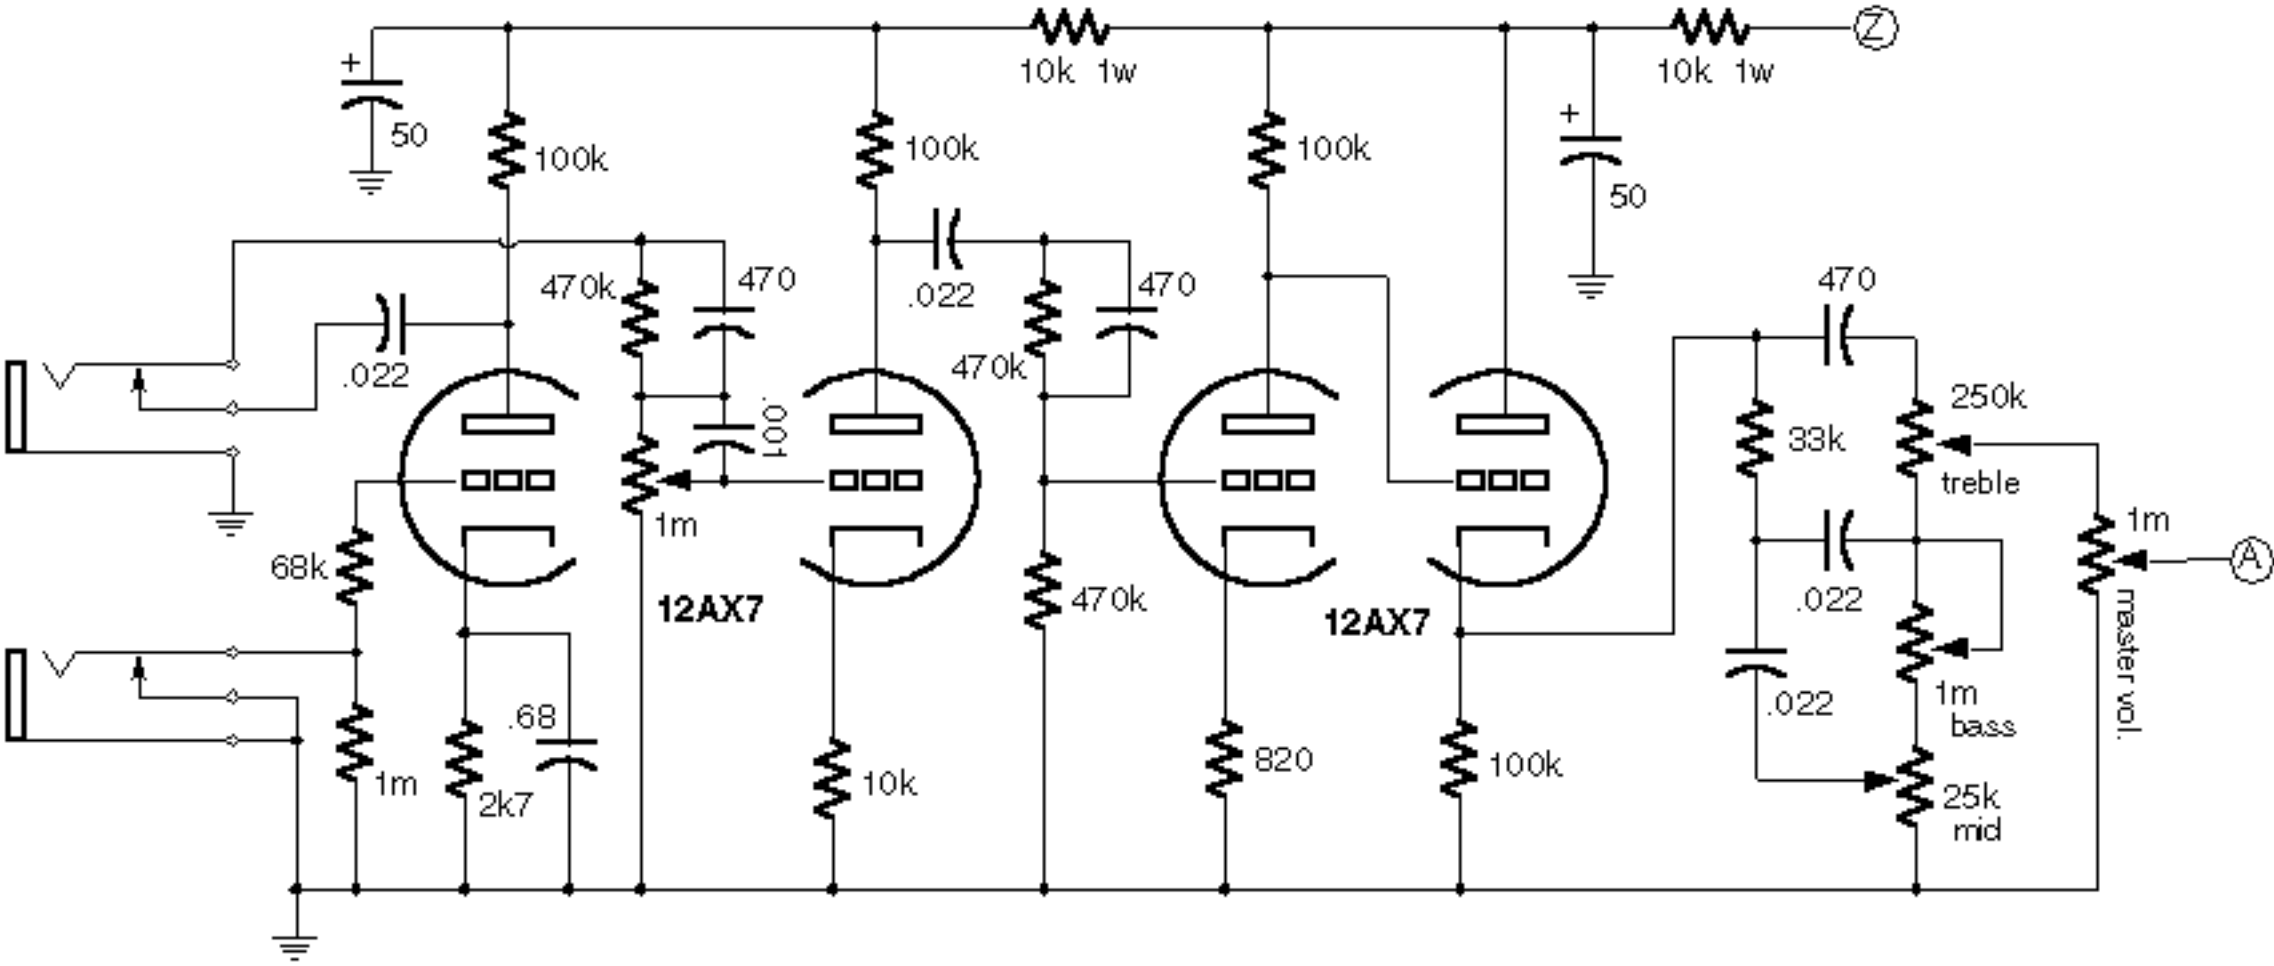 Z
10k 1w
10k 1w
+
50
100k
100k
100k
+
50
470k
470
.022
470
470
.022
470k
.001
250k
33k
treble
1m
1m
68k
12AX7
470k
12AX7
.022
A
master vol.
.68
.022
1m
bass
1m
2k7
10k
820
100k
25k
mid